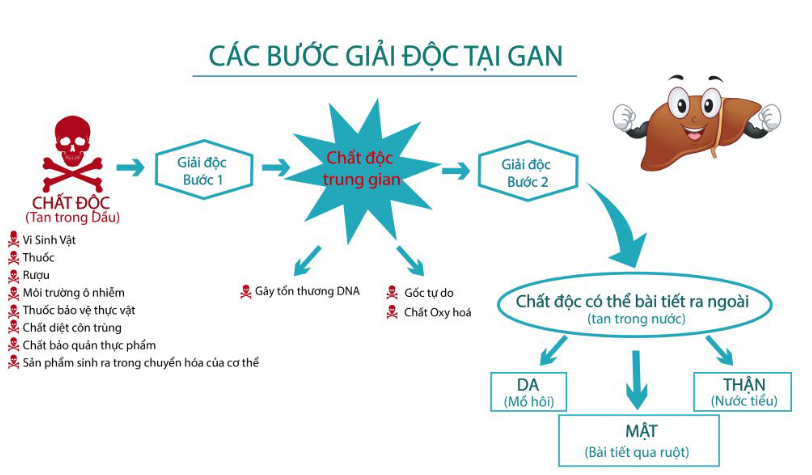 CÁC BƯỚC GIẢI ĐỘC TẠI GAN
CHẤT ĐỘC
(Tan trong Dầu)
Vi Sinh Vật
Thuốc
Rượu
Môi trường ô nhiễm
Thuốc bảo vệ thực vật
Chất diệt côn trùng
Chất bảo quản thực phẩm
Sản phẩm sinh ra trong chuyển hóa của cơ thể
Giải độc
Bước 1
Chất độc
trung gian
Gây tổn thương DNA
Gốc tự do
Chất Oxy hoá
Giải độc
Bước 2
Chất độc có thể bài tiết ra ngoài
(tan trong nước)
DA
(Mồ hôi)
MẬT
(Bài tiết qua ruột)
THẬN
(Nước tiểu)